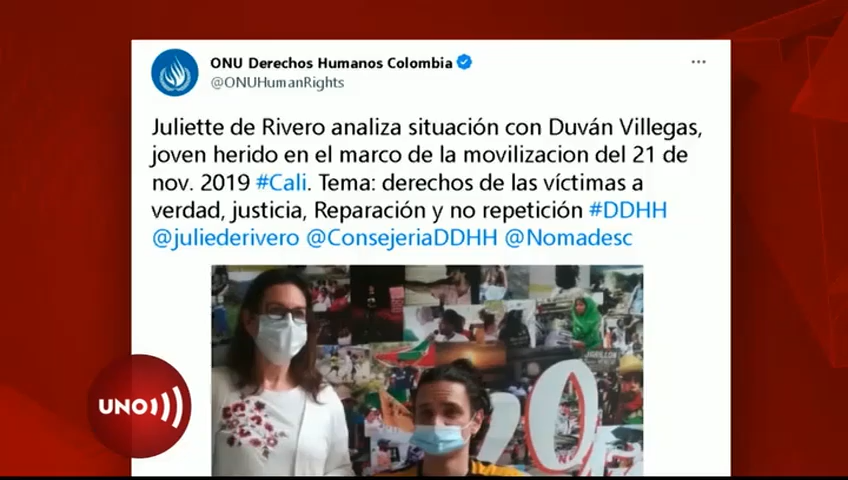 ONU Derechos Humanos Colombia
@ONUHumanRights
Juliette de Rivero analiza situación con Duván Villegas,
joven herido en el marco de la movilizacion del 21 de
nov. 2019 #Cali. Tema: derechos de las víctimas a
verdad, justicia, Reparación y no repetición #DDHH
@juliederivero @ConsejeriaDDHH @Nomadesc
JARILLON
UNO